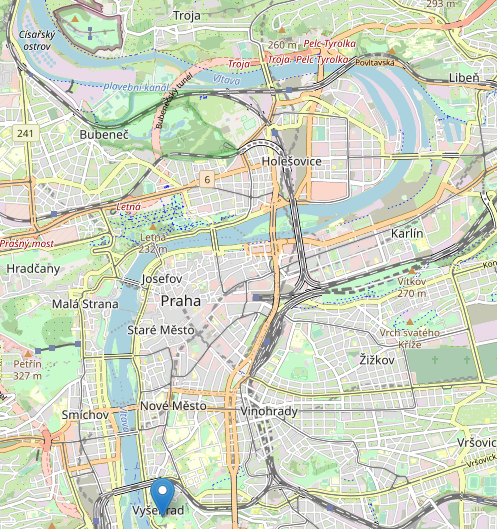 Císařský
ostrov
Troja
260 m
Pelc-Tyrolka
293 m
Troja
Troja. Pelc Tyrolka
Povltavská
Vltava
plavební kanál
Bubenečský tunel
Libeň
241
Bubeneč
Holešovice
6
Letná
Letná
232 m
Karlín
Prašný most
Hradčany
Josefov
Vítkov
270 m
Malá Strana
Praha
Staré Město
Vrch svatého
Kříže
Petřín
327 m
Žižkov
Smíchov
Nové Město
Vinohrady
Vltava
Vršovic
Vršovick